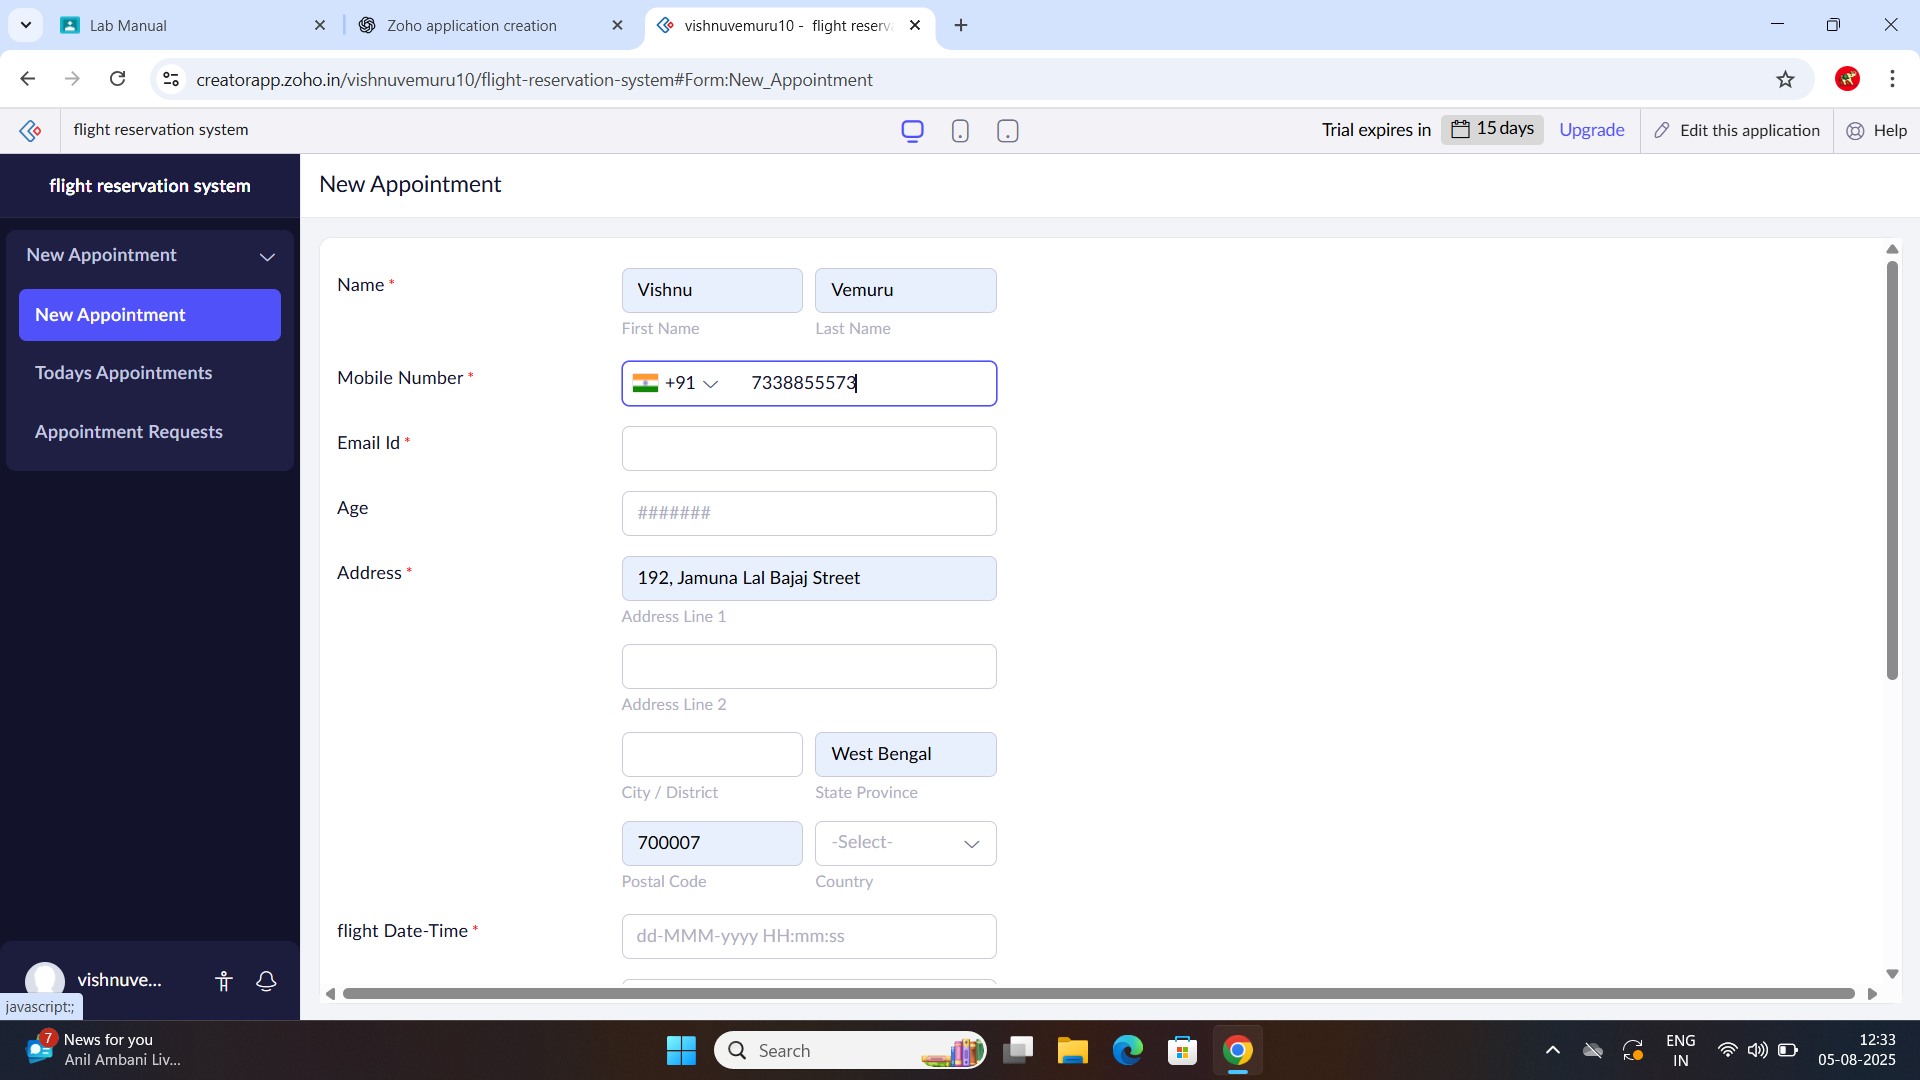 Lab Manual
Zoho application creation
vishnuvemuru10 - flight reserv
creatorapp.zoho.in/vishnuvemuru10/flight-reservation-system#Form:New_Appointment
flight reservation system
Trial expires in 15 days Upgrade Edit this application Help
flight reservation system
New Appointment
New Appointment
Todays Appointments
Appointment Requests
vishnuve...
javascript:;
New Appointment
Name *
Vishnu Vemuru
First Name Last Name
Mobile Number *
+91 7338855573
Email Id *
Age
#######
Address *
192, Jamuna Lal Bajaj Street
Address Line 1
Address Line 2
West Bengal
City / District State Province
700007 -Select-
Postal Code Country
flight Date-Time *
dd-MMM-yyyy HH:mm:ss
7
News for you
Anil Ambani Liv...
Search
ENG
IN
12:33
05-08-2025